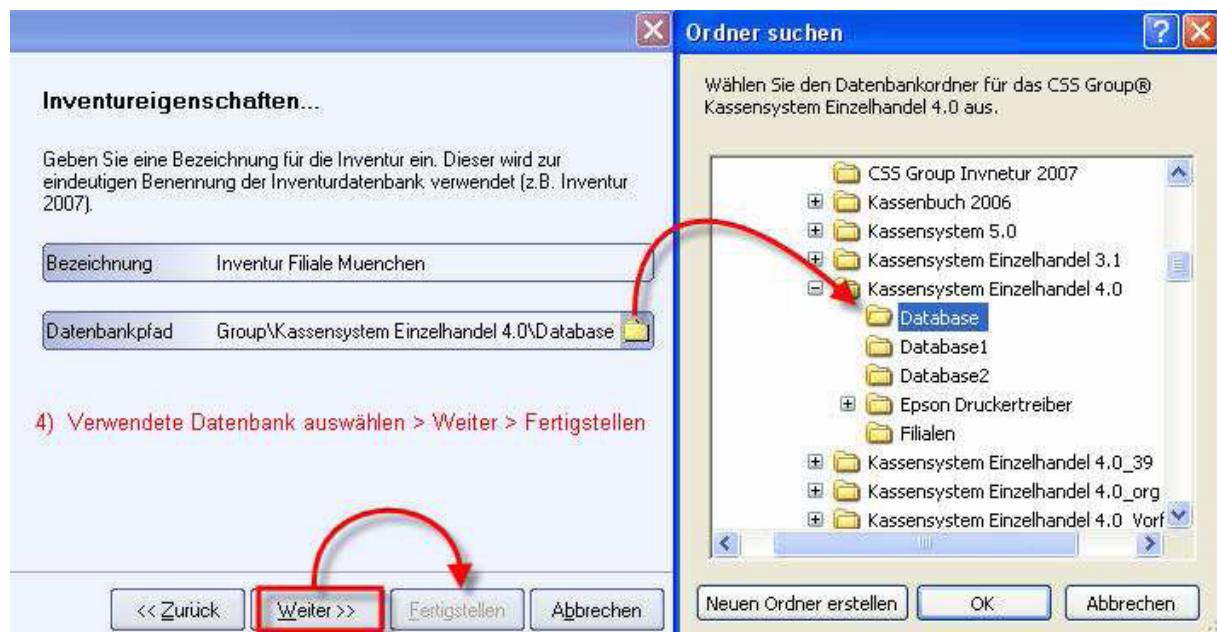 Inventureigenschaften...
Geben Sie eine Bezeichnung für die Inventur ein. Dieser wird zur
eindeutigen Benennung der Inventurdatenbank verwendet (z.B. Inventur
2007).
Bezeichnung Inventur Filiale Muenchen
Datenbankpfad Group\Kassensystem Einzelhandel 4.0\Database
4) Verwendete Datenbank auswählen > Weiter > Fertigstellen
<< Zurück Weiter >> Fertigstellen Abbrechen
Ordner suchen
Wählen Sie den Datenbankordner für das CSS Group®
Kassensystem Einzelhandel 4.0 aus.
CSS Group Invnetur 2007
Kassenbuch 2006
Kassensystem 5.0
Kassensystem Einzelhandel 3.1
Kassensystem Einzelhandel 4.0
Database
Database1
Database2
Epson Druckertreiber
Filialen
Kassensystem Einzelhandel 4.0_39
Kassensystem Einzelhandel 4.0_org
Kassensystem Einzelhandel 4.0_Vorf
Neuen Ordner erstellen OK Abbrechen